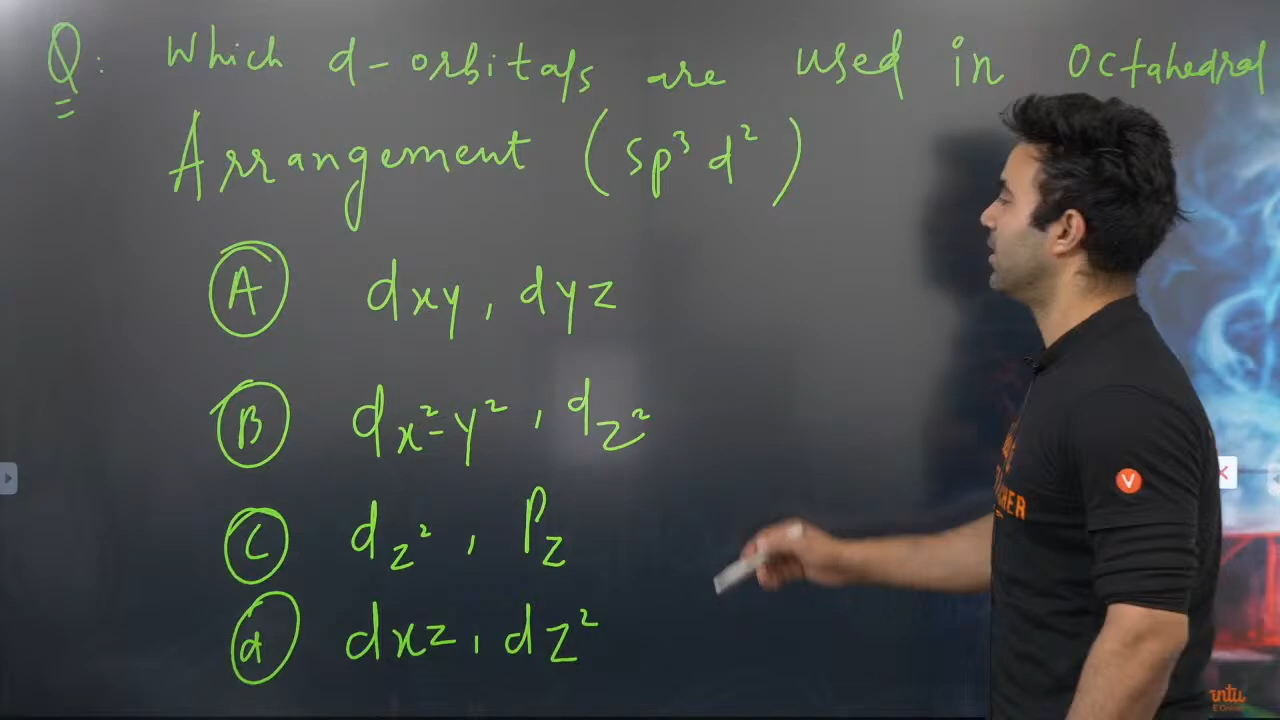 Q: Which d-orbitals are used in Octahedral
Arrangement (sp³d²)
A dxy, dyz
B dx²-y², dz²
C dz², Pz
d dxz, dz²
V